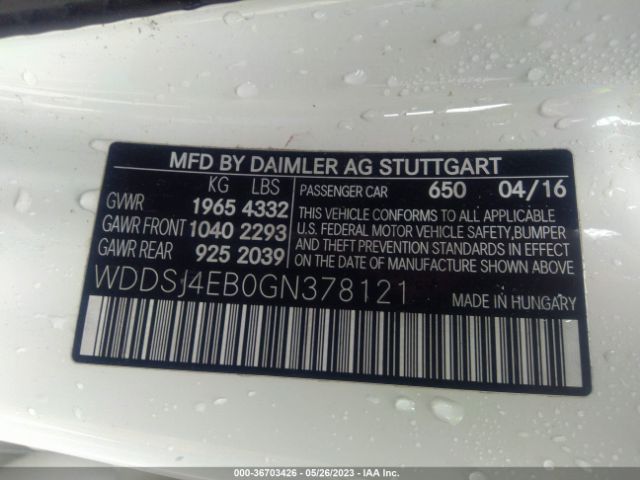 MFD BY DAIMLER AG STUTTGART
KG LBS
GVWR 1965 4332
GAWR FRONT 1040 2293
GAWR REAR 925 2039
PASSENGER CAR 650 04/16
THIS VEHICLE CONFORMS TO ALL APPLICABLE
U.S. FEDERAL MOTOR VEHICLE SAFETY,BUMPER
AND THEFT PREVENTION STANDARDS IN EFFECT
ON THE DATE OF MANUFACTURE SHOWN ABOVE.
WDDSJ4EB0GN378121
MADE IN HUNGARY
000-36703426 - 05/26/2023 - IAA Inc.